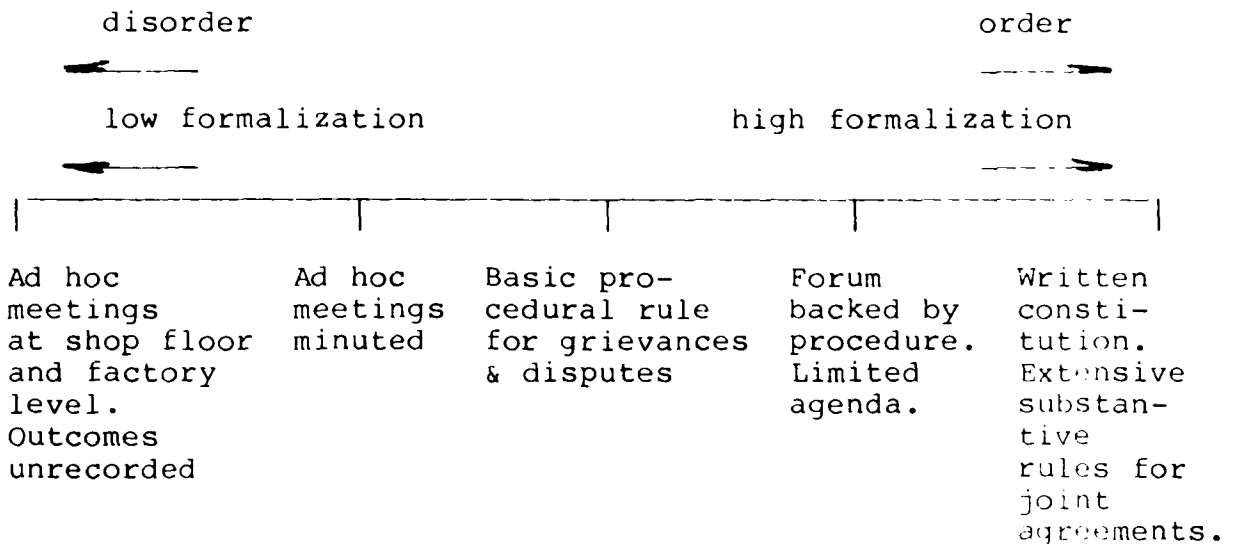 disorder order
low formalization high formalization
Ad hoc
meetings
at shop floor
and factory
level.
Outcomes
unrecorded
Ad hoc
meetings
minuted
Basic pro-
cedural rule
for grievances
& disputes
Forum
backed by
procedure.
Limited
agenda.
Written
consti-
tution.
Extensive
substan-
tive
rules for
joint
agreements.